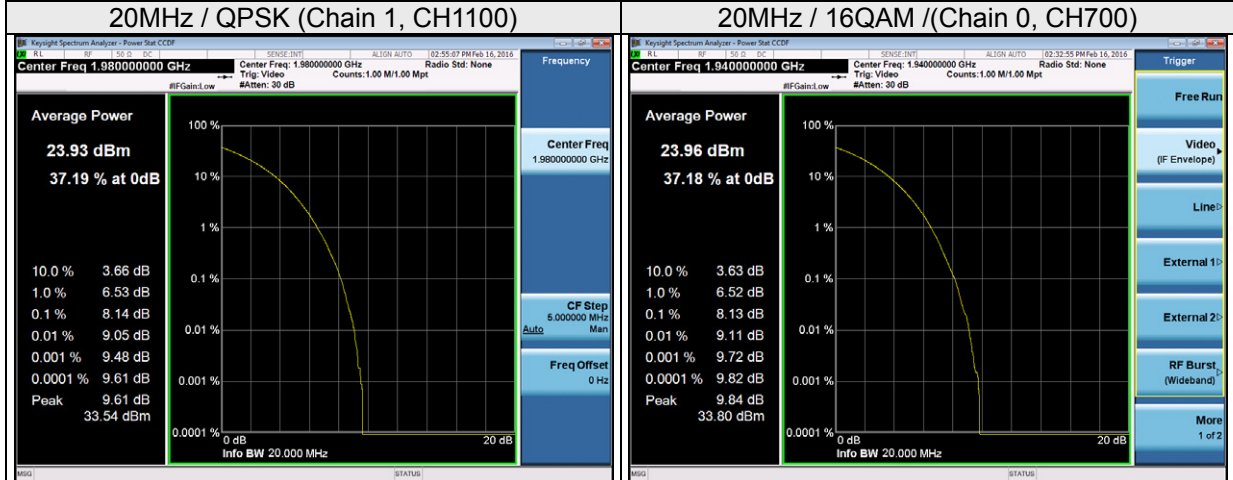 20MHz / QPSK (Chain 1, CH1100)
Keysight Spectrum Analyzer - Power Stat CCDF
RL RF 50 Ω DC SENSE:INT ALIGN AUTO 02:55:07 PM Feb 16, 2016
Center Freq 1.980000000 GHz
Center Freq: 1.980000000 GHz Radio Std: None
Trig: Video Counts:1.00 M/1.00 Mpt
#IFGain:Low #Atten: 30 dB
Frequency
Average Power
23.93 dBm
37.19 % at 0dB
10.0 % 3.66 dB
1.0 % 6.53 dB
0.1 % 8.14 dB
0.01 % 9.05 dB
0.001 % 9.48 dB
0.0001 % 9.61 dB
Peak 9.61 dB
33.54 dBm
100 %
10 %
1 %
0.1 %
0.01 %
0.001 %
0.0001 %
0 dB 20 dB
Info BW 20.000 MHz
Center Freq
1.980000000 GHz
CF Step
5.000000 MHz
Auto Man
Freq Offset
0 Hz
MSG STATUS
20MHz / 16QAM /(Chain 0, CH700)
Keysight Spectrum Analyzer - Power Stat CCDF
RL RF 50 Ω DC SENSE:INT ALIGN AUTO 02:32:55 PM Feb 16, 2016
Center Freq 1.940000000 GHz
Center Freq: 1.940000000 GHz Radio Std: None
Trig: Video Counts:1.00 M/1.00 Mpt
#IFGain:Low #Atten: 30 dB
Trigger
Average Power
23.96 dBm
37.18 % at 0dB
10.0 % 3.63 dB
1.0 % 6.52 dB
0.1 % 8.13 dB
0.01 % 9.11 dB
0.001 % 9.72 dB
0.0001 % 9.82 dB
Peak 9.84 dB
33.80 dBm
100 %
10 %
1 %
0.1 %
0.01 %
0.001 %
0.0001 %
0 dB 20 dB
Info BW 20.000 MHz
Free Run
Video
(IF Envelope)
Line
External 1
External 2
RF Burst
(Wideband)
More
1 of 2
MSG STATUS